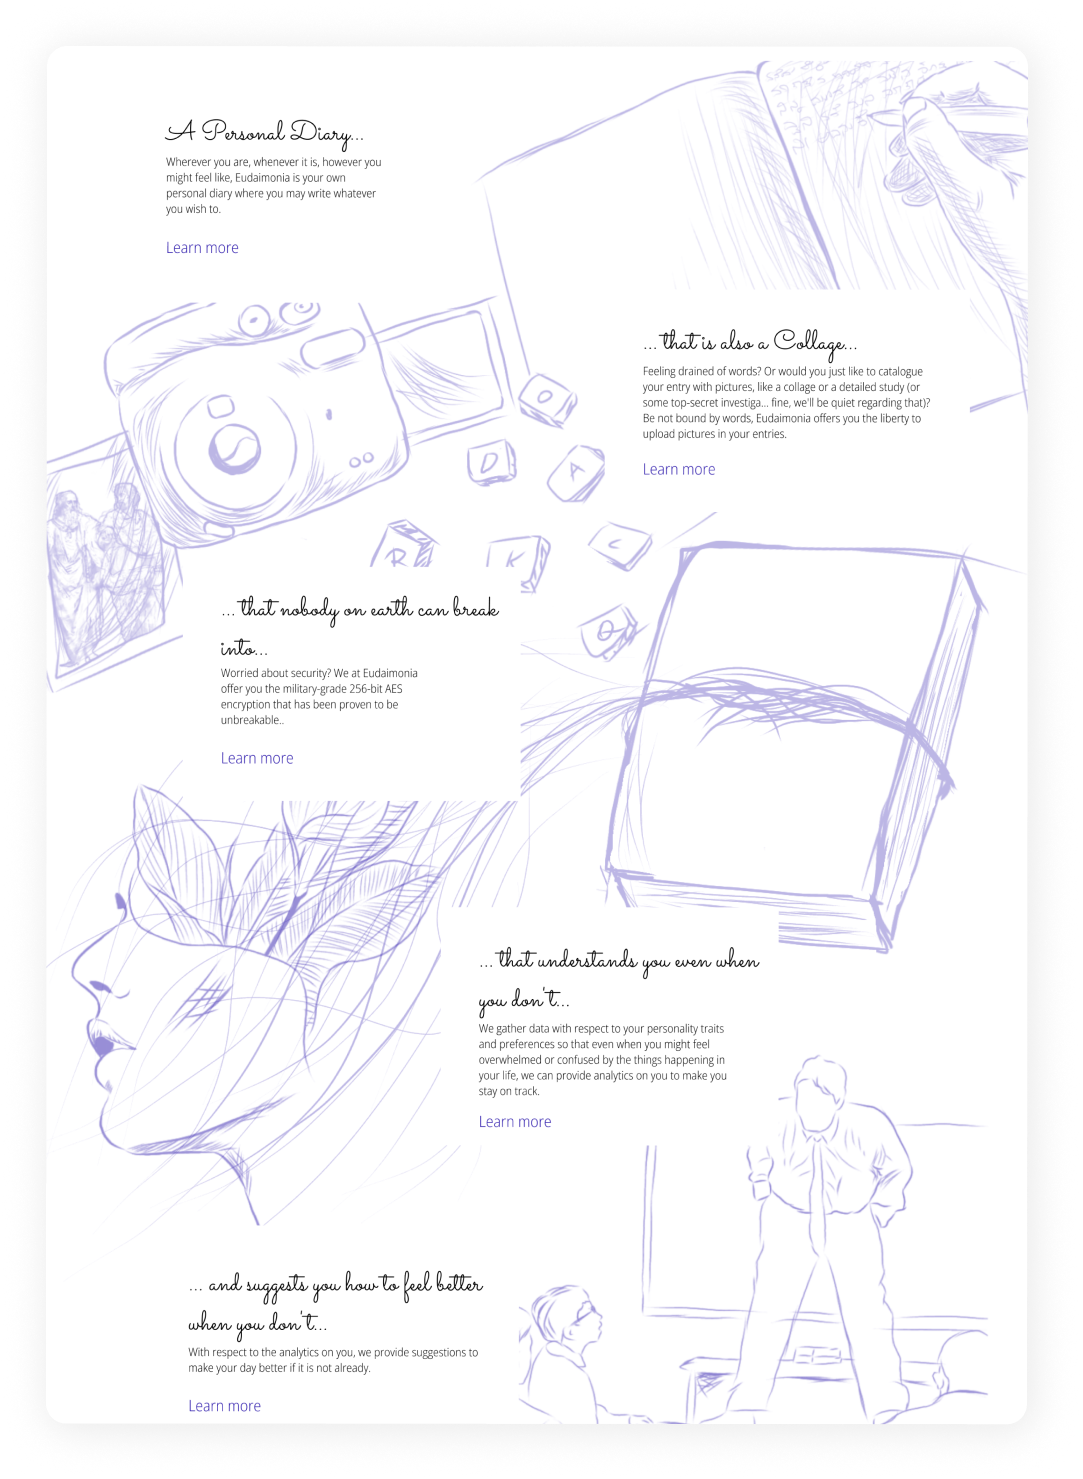 A Personal Diary...
Wherever you are, whenever it is, however you
might feel like, Eudaimonia is your own
personal diary where you may write whatever
you wish to.
Learn more
... that is also a Collage...
Feeling drained of words? Or would you just like to catalogue
your entry with pictures, like a collage or a detailed study (or
some top-secret investiga... fine, we'll be quiet regarding that)?
Be not bound by words, Eudaimonia offers you the liberty to
upload pictures in your entries.
Learn more
O
D
A
R
K
C
Q
... that nobody on earth can break
into...
Worried about security? We at Eudaimonia
offer you the military-grade 256-bit AES
encryption that has been proven to be
unbreakable..
Learn more
... that understands you even when
you don't...
We gather data with respect to your personality traits
and preferences so that even when you might feel
overwhelmed or confused by the things happening in
your life, we can provide analytics on you to make you
stay on track.
Learn more
... and suggests you how to feel better
when you don't...
With respect to the analytics on you, we provide suggestions to
make your day better if it is not already.
Learn more